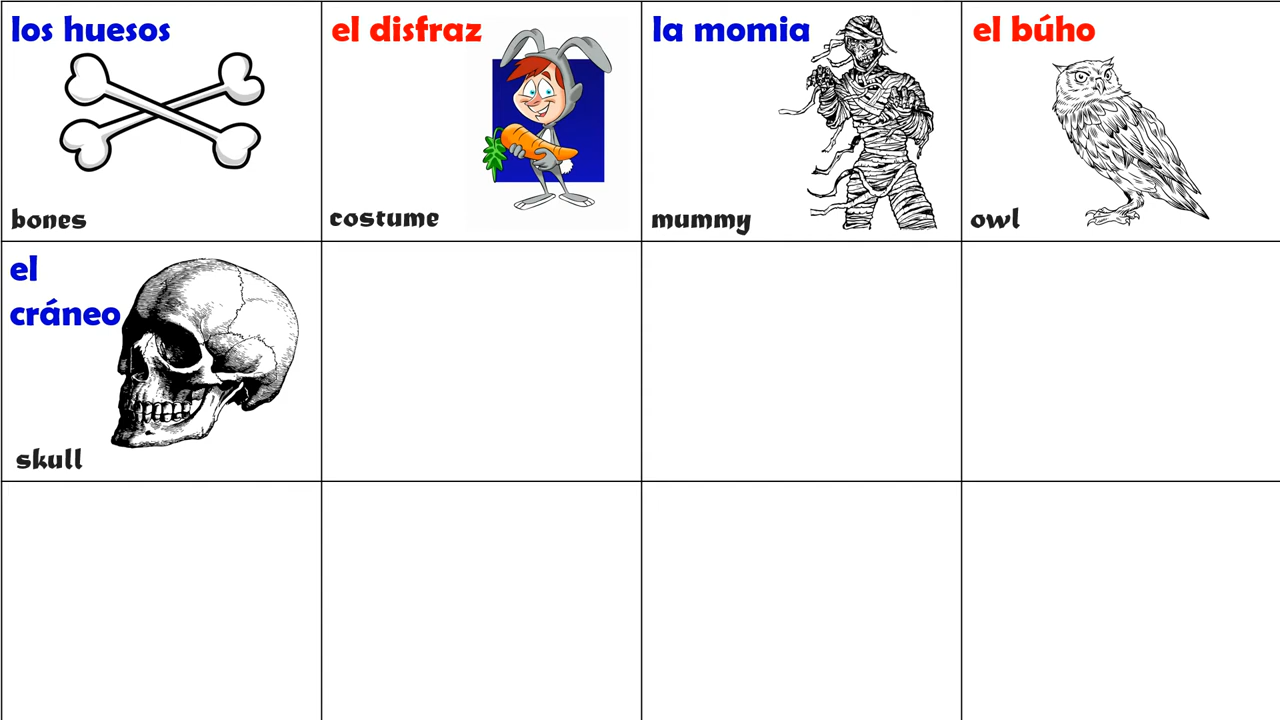 los huesos
bones
el disfraz
costume
la momia
mummy
el búho
owl
el
cráneo
skull